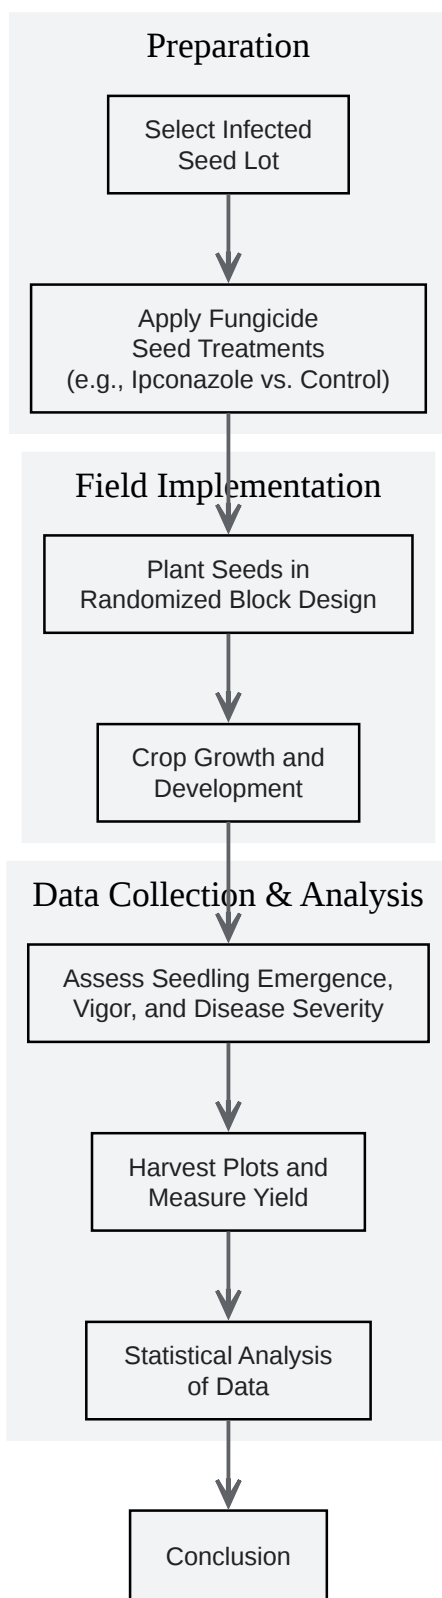 Preparation
Select Infected
Seed Lot
Apply Fungicide
Seed Treatments
(e.g., Ipconazole vs. Control)
Field Implementation
Plant Seeds in
Randomized Block Design
Crop Growth and
Development
Data Collection & Analysis
Assess Seedling Emergence,
Vigor, and Disease Severity
Harvest Plots and
Measure Yield
Statistical Analysis
of Data
Conclusion